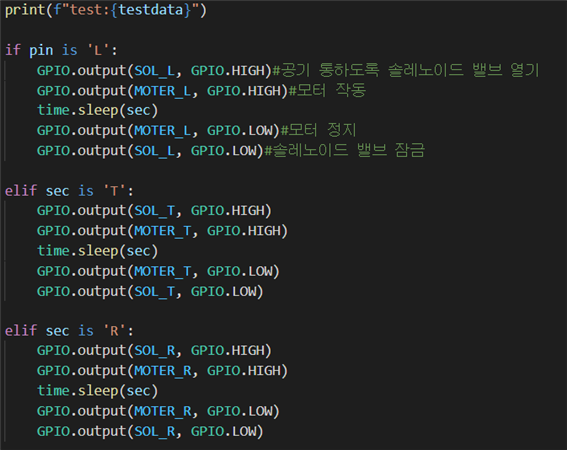 print(f"test:{testdata}")
if pin is 'L':
GPIO.output(SOL_L, GPIO.HIGH)#공기 통하도록 솔레노이드 밸브 열기
GPIO.output(MOTER_L, GPIO.HIGH)#모터 작동
time.sleep(sec)
GPIO.output(MOTER_L, GPIO.LOW)#모터 정지
GPIO.output(SOL_L, GPIO.LOW)#솔레노이드 밸브 잠금
elif sec is 'T':
GPIO.output(SOL_T, GPIO.HIGH)
GPIO.output(MOTER_T, GPIO.HIGH)
time.sleep(sec)
GPIO.output(MOTER_T, GPIO.LOW)
GPIO.output(SOL_T, GPIO.LOW)
elif sec is 'R':
GPIO.output(SOL_R, GPIO.HIGH)
GPIO.output(MOTER_R, GPIO.HIGH)
time.sleep(sec)
GPIO.output(MOTER_R, GPIO.LOW)
GPIO.output(SOL_R, GPIO.LOW)